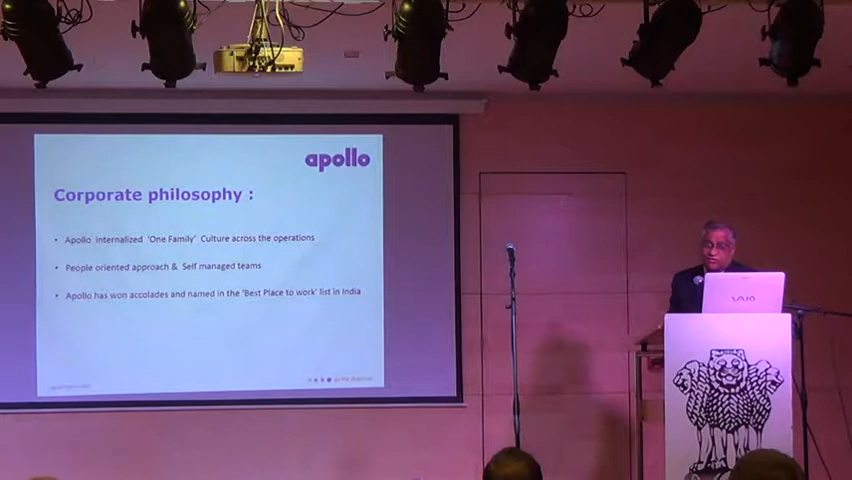 apollo
Corporate philosophy :
• Apollo internalized 'One Family' Culture across the operations
• People oriented approach & Self managed teams
• Apollo has won accolades and named in the 'Best Place to work' list in India
VAIO